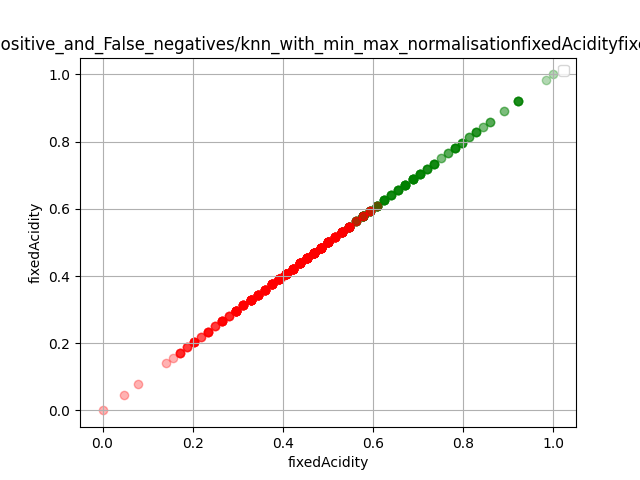 ositive_and_False_negatives/knn_with_min_max_normalisationfixedAcidityfixe
1.0
0.8
0.6
0.4
0.2
0.0
fixedAcidity
0.0 0.2 0.4 0.6 0.8 1.0
fixedAcidity